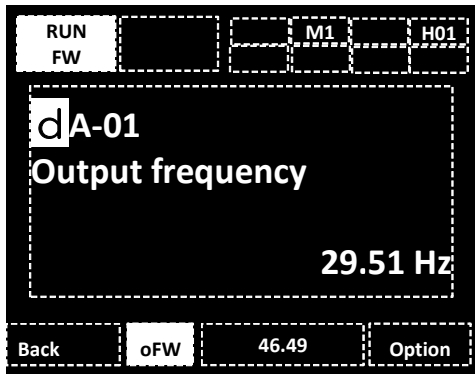 RUN M1 H01
FW
dA-01
Output frequency
29.51 Hz
Back oFW 46.49 Option